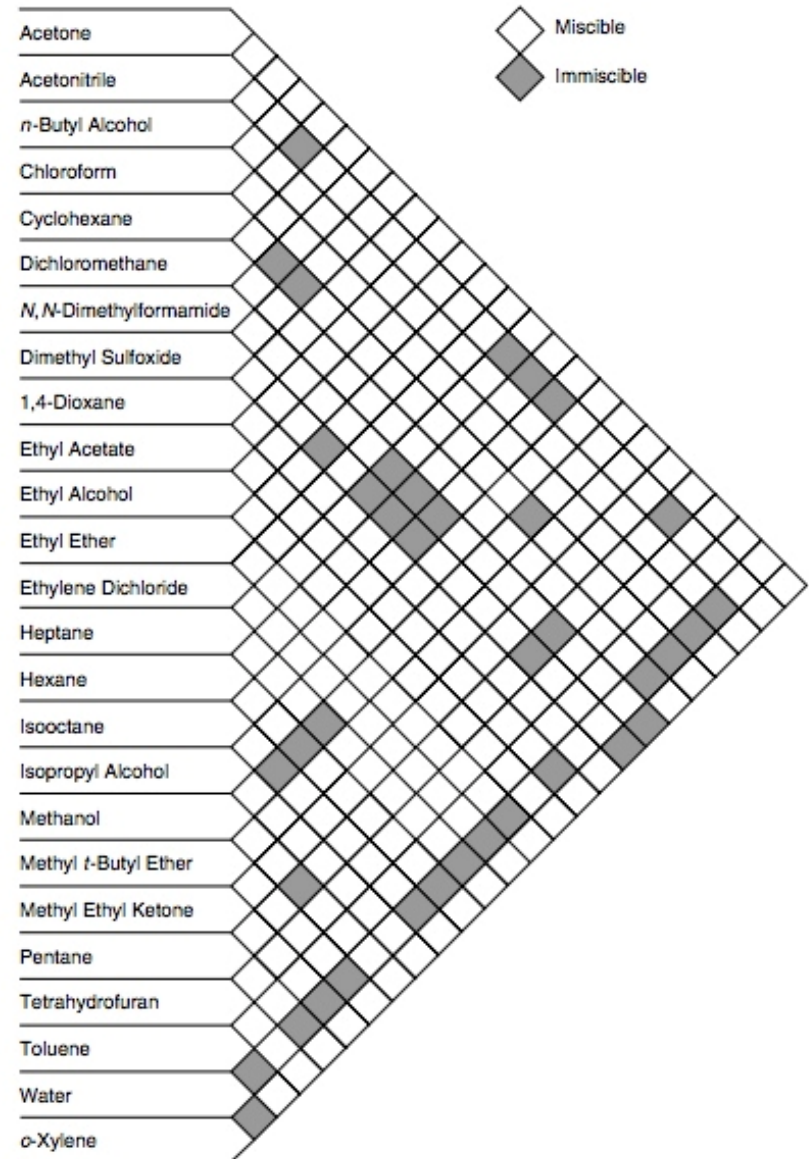 Acetone
Miscible
Acetonitrile
Immiscible
n-Butyl Alcohol
Chloroform
Cyclohexane
Dichloromethane
N,N-Dimethylformamide
Dimethyl Sulfoxide
1,4-Dioxane
Ethyl Acetate
Ethyl Alcohol
Ethyl Ether
Ethylene Dichloride
Heptane
Hexane
Isooctane
Isopropyl Alcohol
Methanol
Methyl t-Butyl Ether
Methyl Ethyl Ketone
Pentane
Tetrahydrofuran
Toluene
Water
o-Xylene